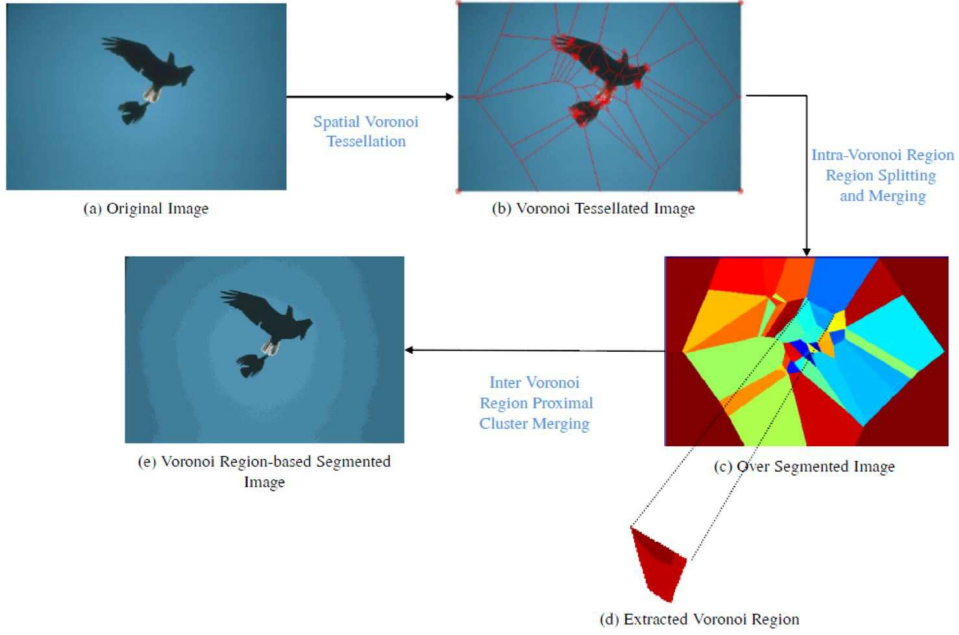 Spatial Voronoi
Tessellation
(a) Original Image
(b) Voronoi Tessellated Image
Intra-Voronoi Region
Region Splitting
and Merging
Inter Voronoi
Region Proximal
Cluster Merging
(e) Voronoi Region-based Segmented
Image
(c) Over Segmented Image
(d) Extracted Voronoi Region